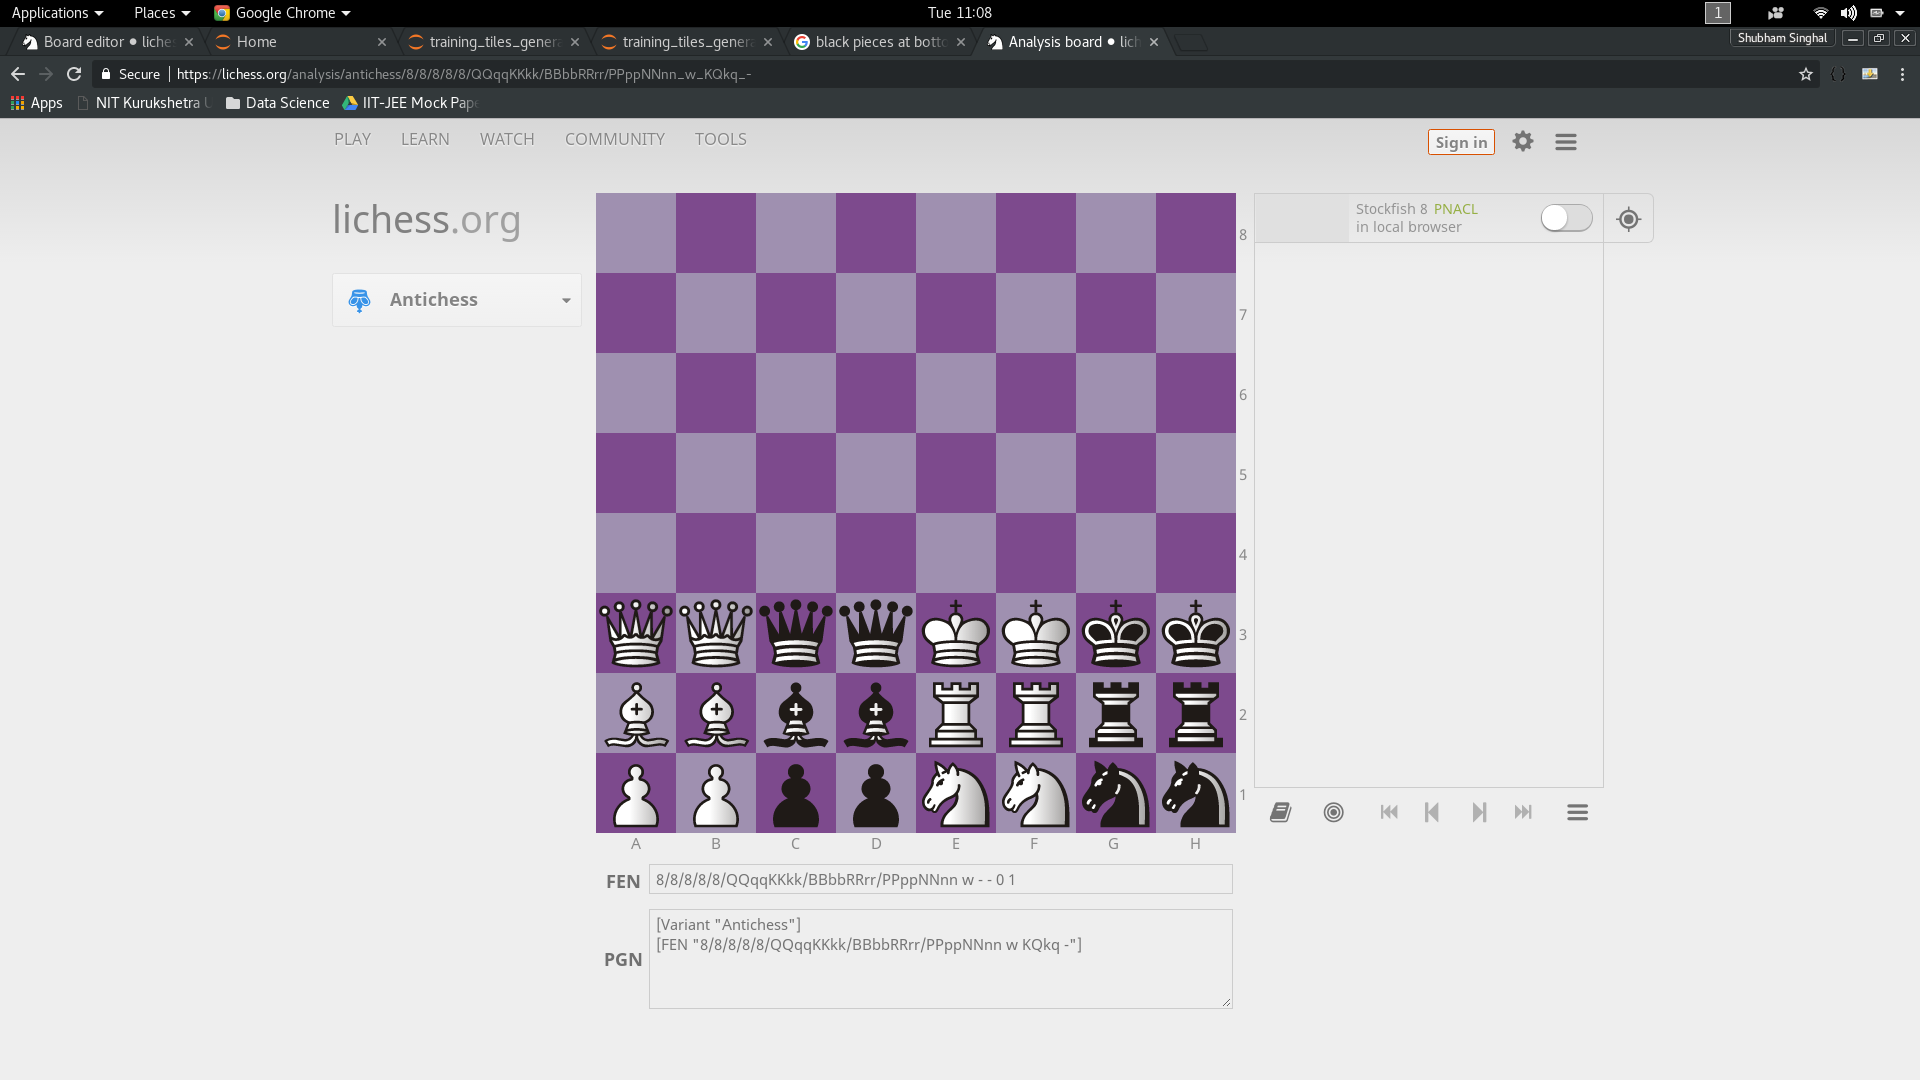 Applications Places Google Chrome Tue 11:08 1
Board editor • liche Home training_tiles_genera training_tiles_genera black pieces at botto Analysis board • lich Shubham Singhal
Secure https://lichess.org/analysis/antichess/8/8/8/8/8/QQqqKKkk/BBbbRRrr/PPppNNnn_w_KQkq_-
Apps NIT Kurukshetra U Data Science IIT-JEE Mock Pape
PLAY LEARN WATCH COMMUNITY TOOLS Sign in
lichess.org
Antichess
Stockfish 8 PNACL
in local browser
8
7
6
5
4
3
2
1
A B C D E F G H
FEN 8/8/8/8/8/QQqqKKkk/BBbbRRrr/PPppNNnn w - - 0 1
[Variant "Antichess"]
[FEN "8/8/8/8/8/QQqqKKkk/BBbbRRrr/PPppNNnn w KQkq -"]
PGN